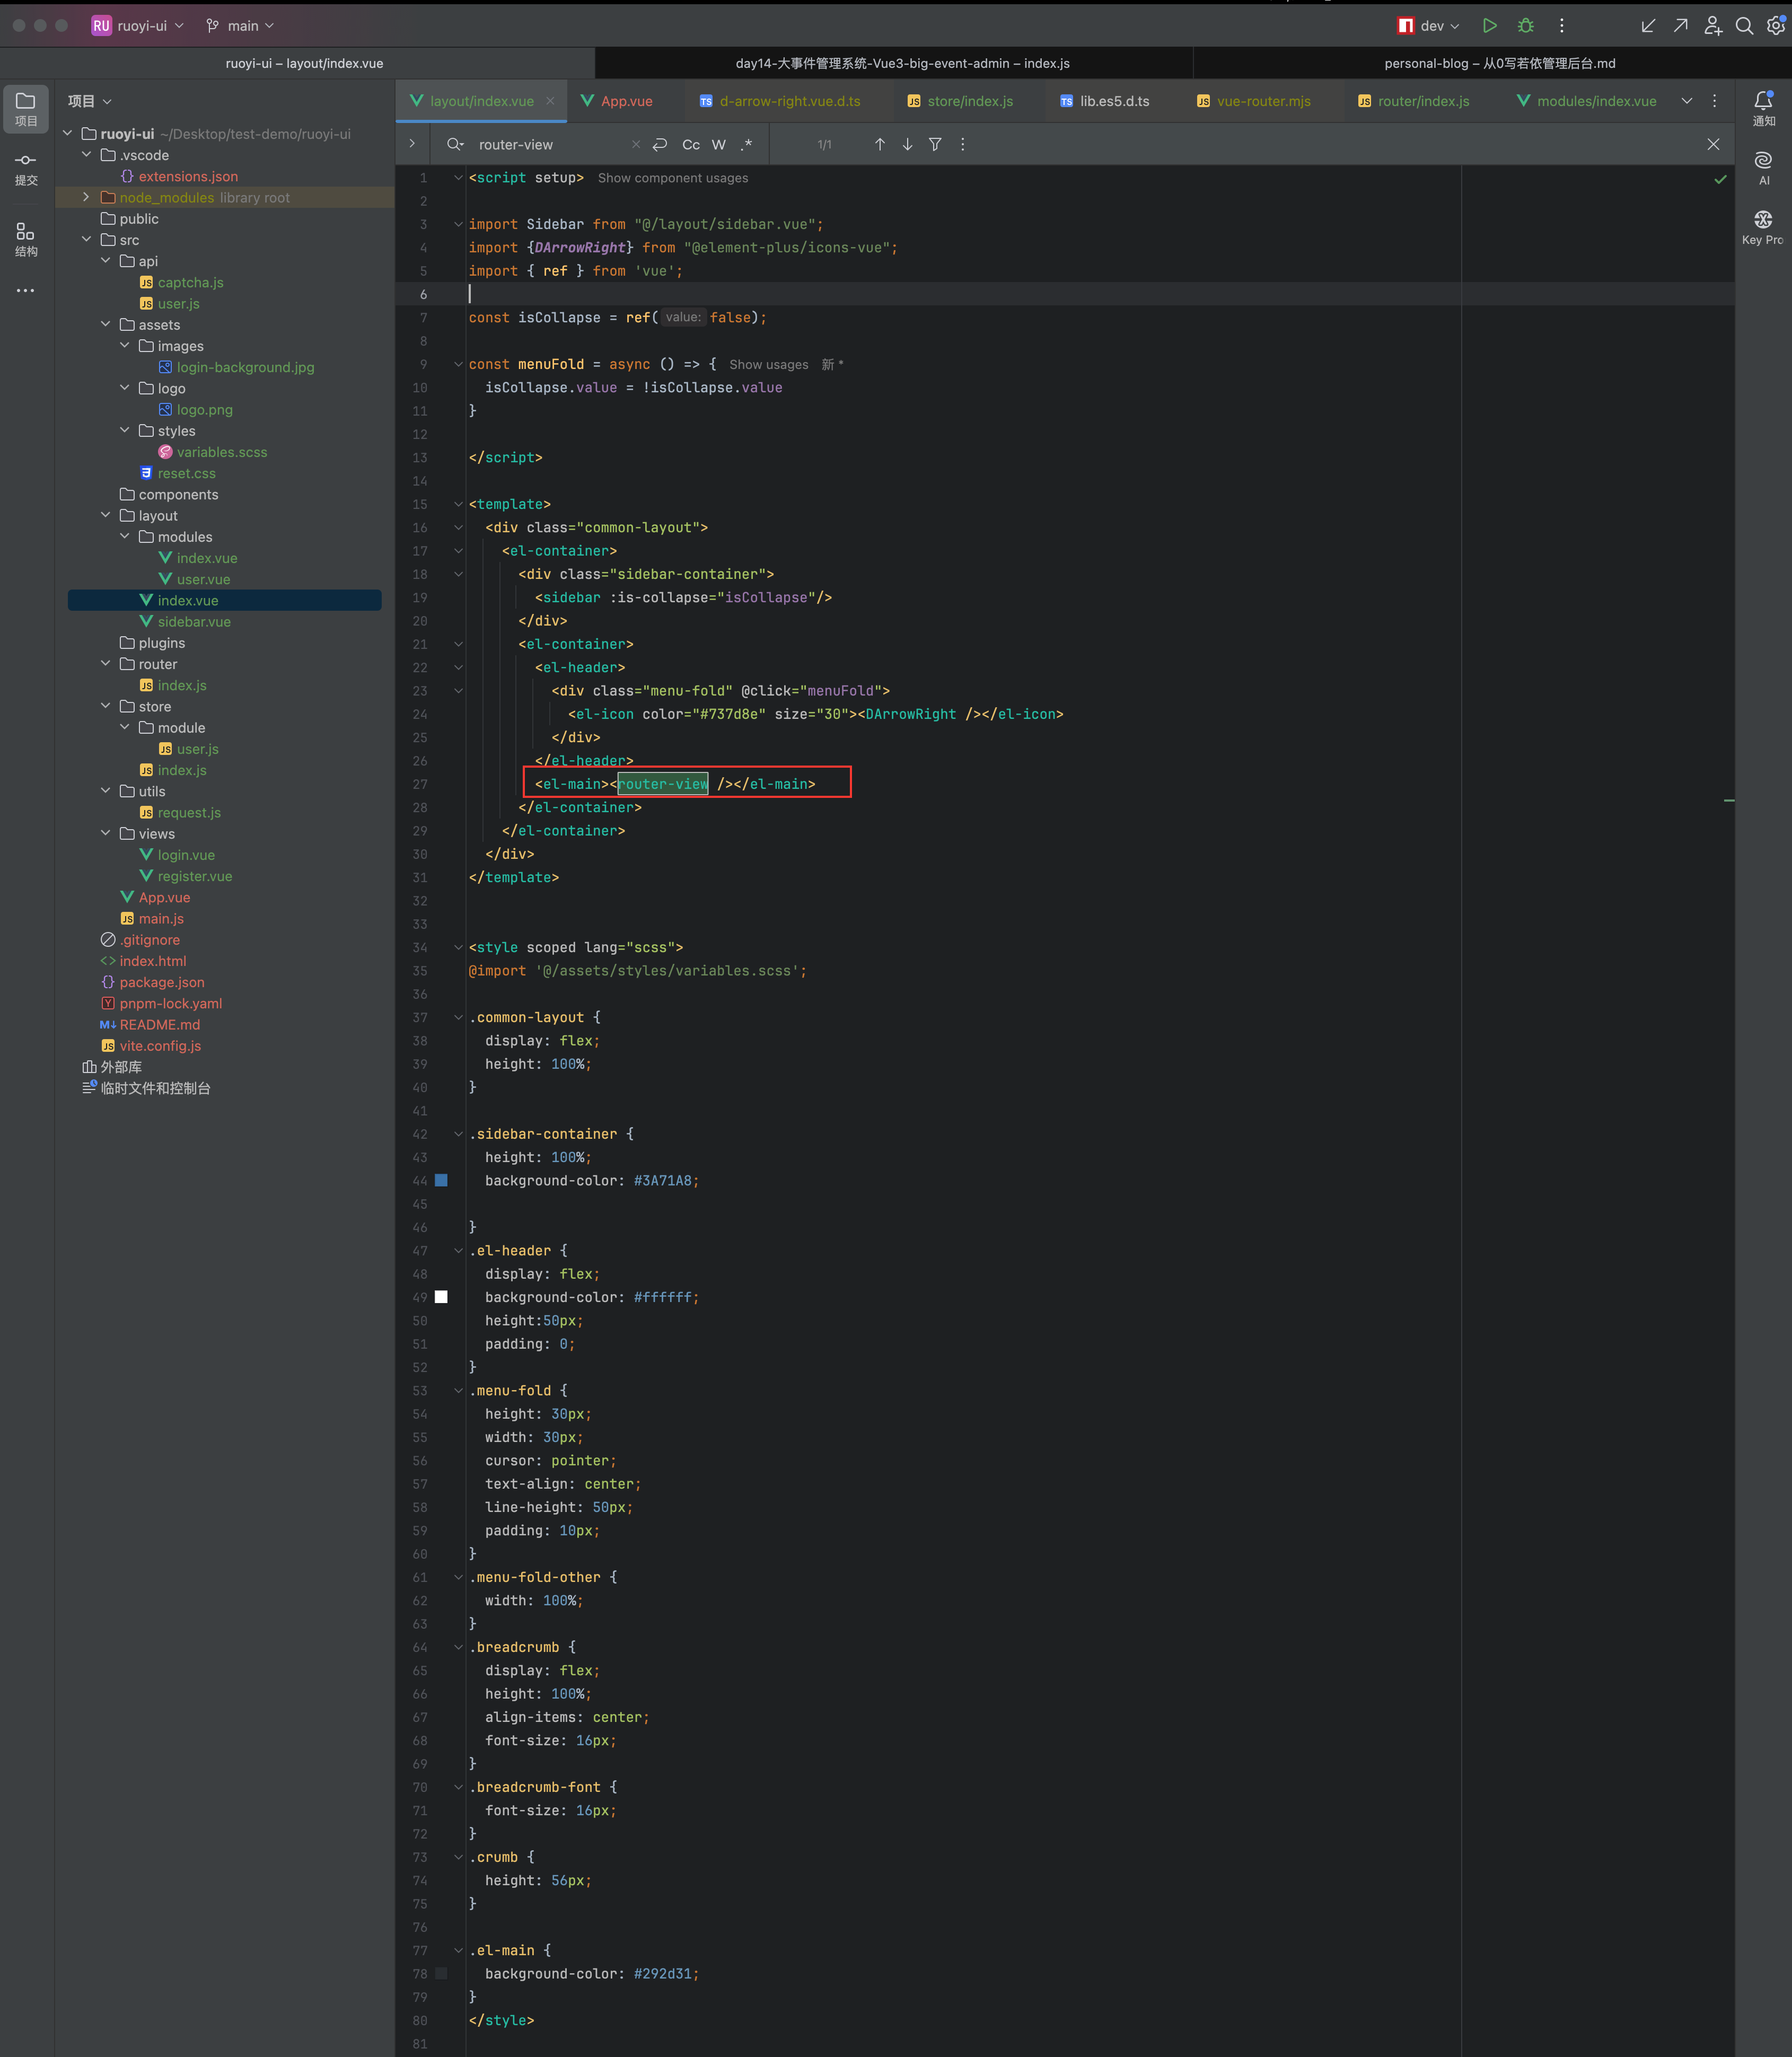 RU ruoyi-ui main dev
ruoyi-ui – layout/index.vue
day14-大事件管理系统-Vue3-big-event-admin – index.js
personal-blog – 从0写若依管理后台.md
项目
提交
结构
项目
ruoyi-ui ~/Desktop/test-demo/ruoyi-ui
.vscode
extensions.json
node_modules library root
public
src
api
captcha.js
user.js
assets
images
login-background.jpg
logo
logo.png
styles
variables.scss
reset.css
components
layout
modules
index.vue
user.vue
index.vue
sidebar.vue
plugins
router
index.js
store
module
user.js
index.js
utils
request.js
views
login.vue
register.vue
App.vue
main.js
.gitignore
index.html
package.json
pnpm-lock.yaml
README.md
vite.config.js
外部库
临时文件和控制台
layout/index.vue App.vue d-arrow-right.vue.d.ts store/index.js lib.es5.d.ts vue-router.mjs router/index.js modules/index.vue
router-view Cc W .* 1/1
1 <script setup> Show component usages
2
3 import Sidebar from "@/layout/sidebar.vue";
4 import {DArrowRight} from "@element-plus/icons-vue";
5 import { ref } from 'vue';
6
7 const isCollapse = ref( value: false);
8
9 const menuFold = async () => { Show usages 新 *
10 isCollapse.value = !isCollapse.value
11 }
12
13 </script>
14
15 <template>
16 <div class="common-layout">
17 <el-container>
18 <div class="sidebar-container">
19 <sidebar :is-collapse="isCollapse"/>
20 </div>
21 <el-container>
22 <el-header>
23 <div class="menu-fold" @click="menuFold">
24 <el-icon color="#737d8e" size="30"><DArrowRight /></el-icon>
25 </div>
26 </el-header>
27 <el-main><router-view /></el-main>
28 </el-container>
29 </el-container>
30 </div>
31 </template>
32
33
34 <style scoped lang="scss">
35 @import '@/assets/styles/variables.scss';
36
37 .common-layout {
38 display: flex;
39 height: 100%;
40 }
41
42 .sidebar-container {
43 height: 100%;
44 background-color: #3A71A8;
45
46 }
47 .el-header {
48 display: flex;
49 background-color: #ffffff;
50 height:50px;
51 padding: 0;
52 }
53 .menu-fold {
54 height: 30px;
55 width: 30px;
56 cursor: pointer;
57 text-align: center;
58 line-height: 50px;
59 padding: 10px;
60 }
61 .menu-fold-other {
62 width: 100%;
63 }
64 .breadcrumb {
65 display: flex;
66 height: 100%;
67 align-items: center;
68 font-size: 16px;
69 }
70 .breadcrumb-font {
71 font-size: 16px;
72 }
73 .crumb {
74 height: 56px;
75 }
76
77 .el-main {
78 background-color: #292d31;
79 }
80 </style>
81
通知
AI
Key Pro